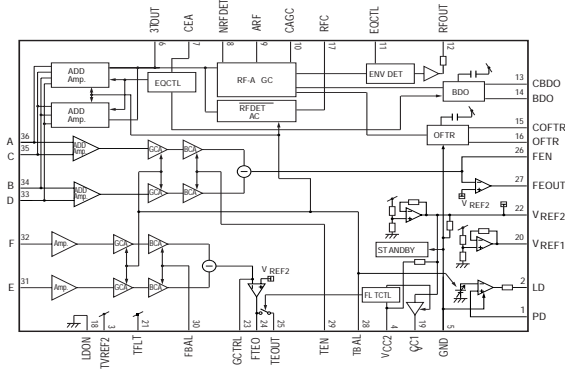 3TOUT
CEA
NRFDET
ARF
CAGC
RFC
EQCTL
RFOUT
6
7
8
9
10
17
11
12
ADD
Amp.
EQCTL
RF-A GC
ENV DET
BDO
13
CBDO
14
BDO
ADD
Amp.
RFDET
AC
OFTR
15
COFTR
16
OFTR
A
36
C
35
ADD
Amp.
GCA
BCA
26
FEN
27
FEOUT
B
34
D
33
ADD
Amp.
GCA
BCA
V REF2
22
VREF2
F
32
Amp.
GCA
BCA
STANDBY
20
VREF1
E
31
Amp.
GCA
BCA
V REF2
FL TCTL
2
LD
1
PD
18
3
21
30
23
24
25
29
28
4
19
5
LDON
TVREF2
TFLT
FBAL
GCTRL
FTEO
TEOUT
TEN
TBAL
VCC2
GND